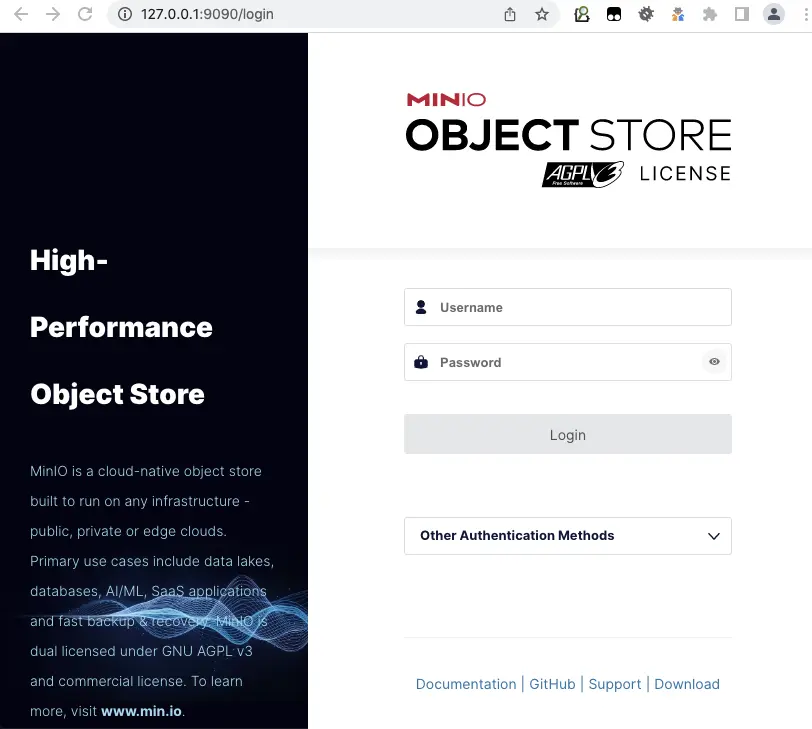 127.0.0.1:9090/login
High-
Performance
Object Store
MinIO is a cloud-native object store
built to run on any infrastructure -
public, private or edge clouds.
Primary use cases include data lakes,
databases, AI/ML, SaaS applications
and fast backup & recovery. MinIO is
dual licensed under GNU AGPL v3
and commercial license. To learn
more, visit www.min.io.
MINIO
OBJECT STORE
AGPLv3 LICENSE
Free Software
Username
Password
Login
Other Authentication Methods
Documentation | GitHub | Support | Download